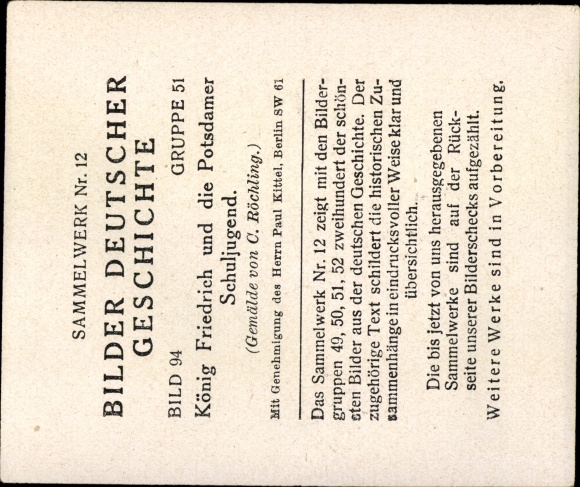 SAMMELWERK Nr. 12
BILDER DEUTSCHER
GESCHICHTE
BILD 94 GRUPPE 51
König Friedrich und die Potsdamer
Schuljugend.
(Gemälde von C. Röchling.)
Mit Genehmigung des Herrn Paul Kittel, Berlin SW 61
Das Sammelwerk Nr. 12 zeigt mit den Bilder-
gruppen 49, 50, 51, 52 zweihundert der schön-
sten Bilder aus der deutschen Geschichte. Der
zugehörige Text schildert die historischen Zu-
sammenhänge in eindrucksvoller Weise klar und
übersichtlich.
Die bis jetzt von uns herausgegebenen
Sammelwerke sind auf der Rück-
seite unserer Bilderschecks aufgezählt.
Weitere Werke sind in Vorbereitung.